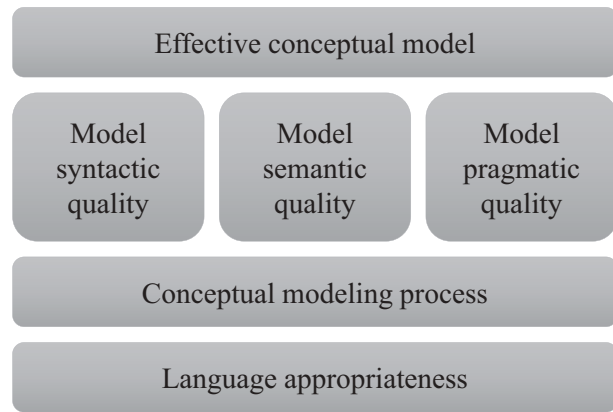 Effective conceptual model
Model
syntactic
quality
Model
semantic
quality
Model
pragmatic
quality
Conceptual modeling process
Language appropriateness